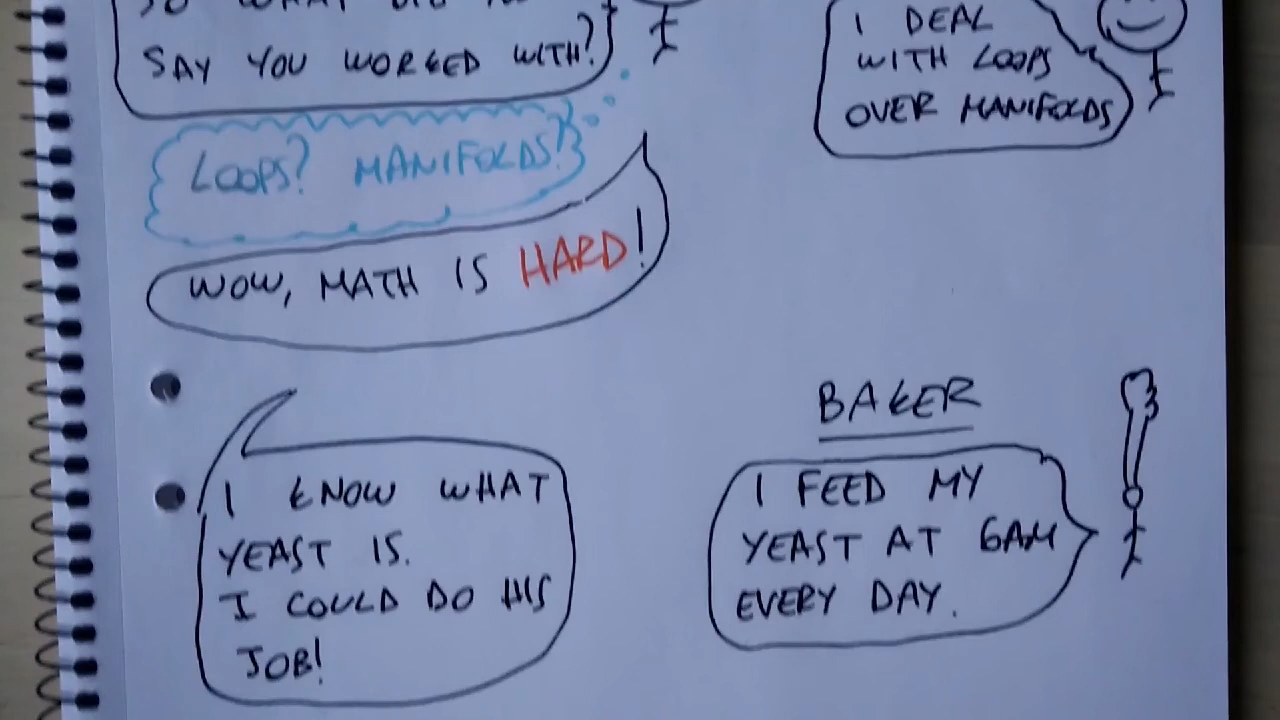 SAY YOU WORKED WITH?
I DEAL
WITH LOOPS
OVER MANIFOLDS
LOOPS? MANIFOLDS?
WOW, MATH IS HARD!
BAKER
I FEED MY
YEAST AT 6AM
EVERY DAY.
I KNOW WHAT
YEAST IS.
I COULD DO HIS
JOB!